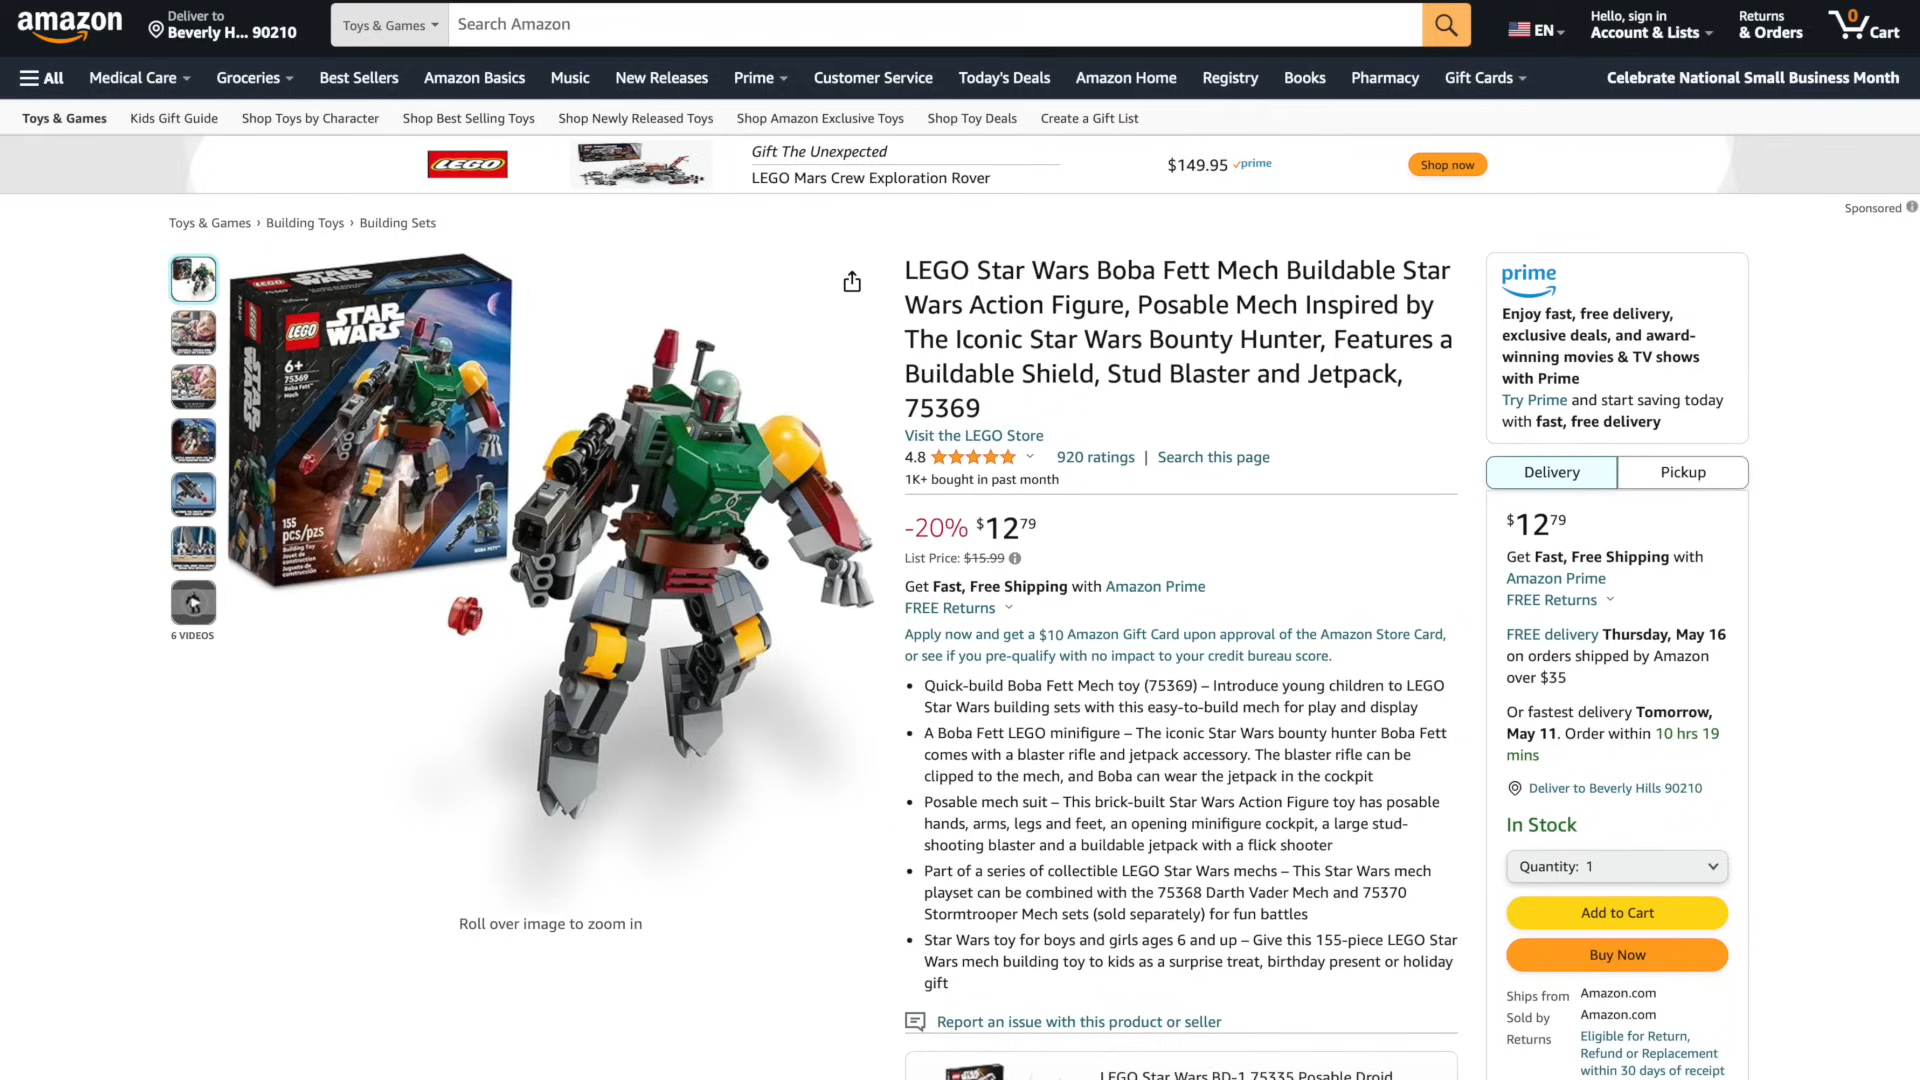 amazon
Deliver to
Beverly H... 90210
Toys & Games
Search Amazon
EN
Hello, sign in
Account & Lists
Returns
& Orders
0
Cart
All
Medical Care
Groceries
Best Sellers
Amazon Basics
Music
New Releases
Prime
Customer Service
Today's Deals
Amazon Home
Registry
Books
Pharmacy
Gift Cards
Celebrate National Small Business Month
Toys & Games
Kids Gift Guide
Shop Toys by Character
Shop Best Selling Toys
Shop Newly Released Toys
Shop Amazon Exclusive Toys
Shop Toy Deals
Create a Gift List
LEGO
Gift The Unexpected
LEGO Mars Crew Exploration Rover
$149.95 prime
Shop now
Sponsored
Toys & Games › Building Toys › Building Sets
LEGO
STAR WARS
LEGO
STAR WARS
6+
75369
Boba Fett
Mech
155
pcs/pzs
Building Toy
Jouet de construction
Juguete de construcción
BOBA FETT
LEGO
STAR WARS
6 VIDEOS
Roll over image to zoom in
LEGO Star Wars Boba Fett Mech Buildable Star
Wars Action Figure, Posable Mech Inspired by
The Iconic Star Wars Bounty Hunter, Features a
Buildable Shield, Stud Blaster and Jetpack,
75369
Visit the LEGO Store
4.8
920 ratings | Search this page
1K+ bought in past month
-20% $12 79
List Price: $15.99
Get Fast, Free Shipping with Amazon Prime
FREE Returns
Apply now and get a $10 Amazon Gift Card upon approval of the Amazon Store Card,
or see if you pre-qualify with no impact to your credit bureau score.
• Quick-build Boba Fett Mech toy (75369) – Introduce young children to LEGO
Star Wars building sets with this easy-to-build mech for play and display
• A Boba Fett LEGO minifigure – The iconic Star Wars bounty hunter Boba Fett
comes with a blaster rifle and jetpack accessory. The blaster rifle can be
clipped to the mech, and Boba can wear the jetpack in the cockpit
• Posable mech suit – This brick-built Star Wars Action Figure toy has posable
hands, arms, legs and feet, an opening minifigure cockpit, a large stud-
shooting blaster and a buildable jetpack with a flick shooter
• Part of a series of collectible LEGO Star Wars mechs – This Star Wars mech
playset can be combined with the 75368 Darth Vader Mech and 75370
Stormtrooper Mech sets (sold separately) for fun battles
• Star Wars toy for boys and girls ages 6 and up – Give this 155-piece LEGO Star
Wars mech building toy to kids as a surprise treat, birthday present or holiday
gift
Report an issue with this product or seller
LEGO Star Wars BD-1 75335 Posable Droid
prime
Enjoy fast, free delivery,
exclusive deals, and award-
winning movies & TV shows
with Prime
Try Prime and start saving today
with fast, free delivery
Delivery
Pickup
$12 79
Get Fast, Free Shipping with
Amazon Prime
FREE Returns
FREE delivery Thursday, May 16
on orders shipped by Amazon
over $35
Or fastest delivery Tomorrow,
May 11. Order within 10 hrs 19
mins
Deliver to Beverly Hills 90210
In Stock
Quantity: 1
Add to Cart
Buy Now
Ships from Amazon.com
Sold by Amazon.com
Returns Eligible for Return,
Refund or Replacement
within 30 days of receipt